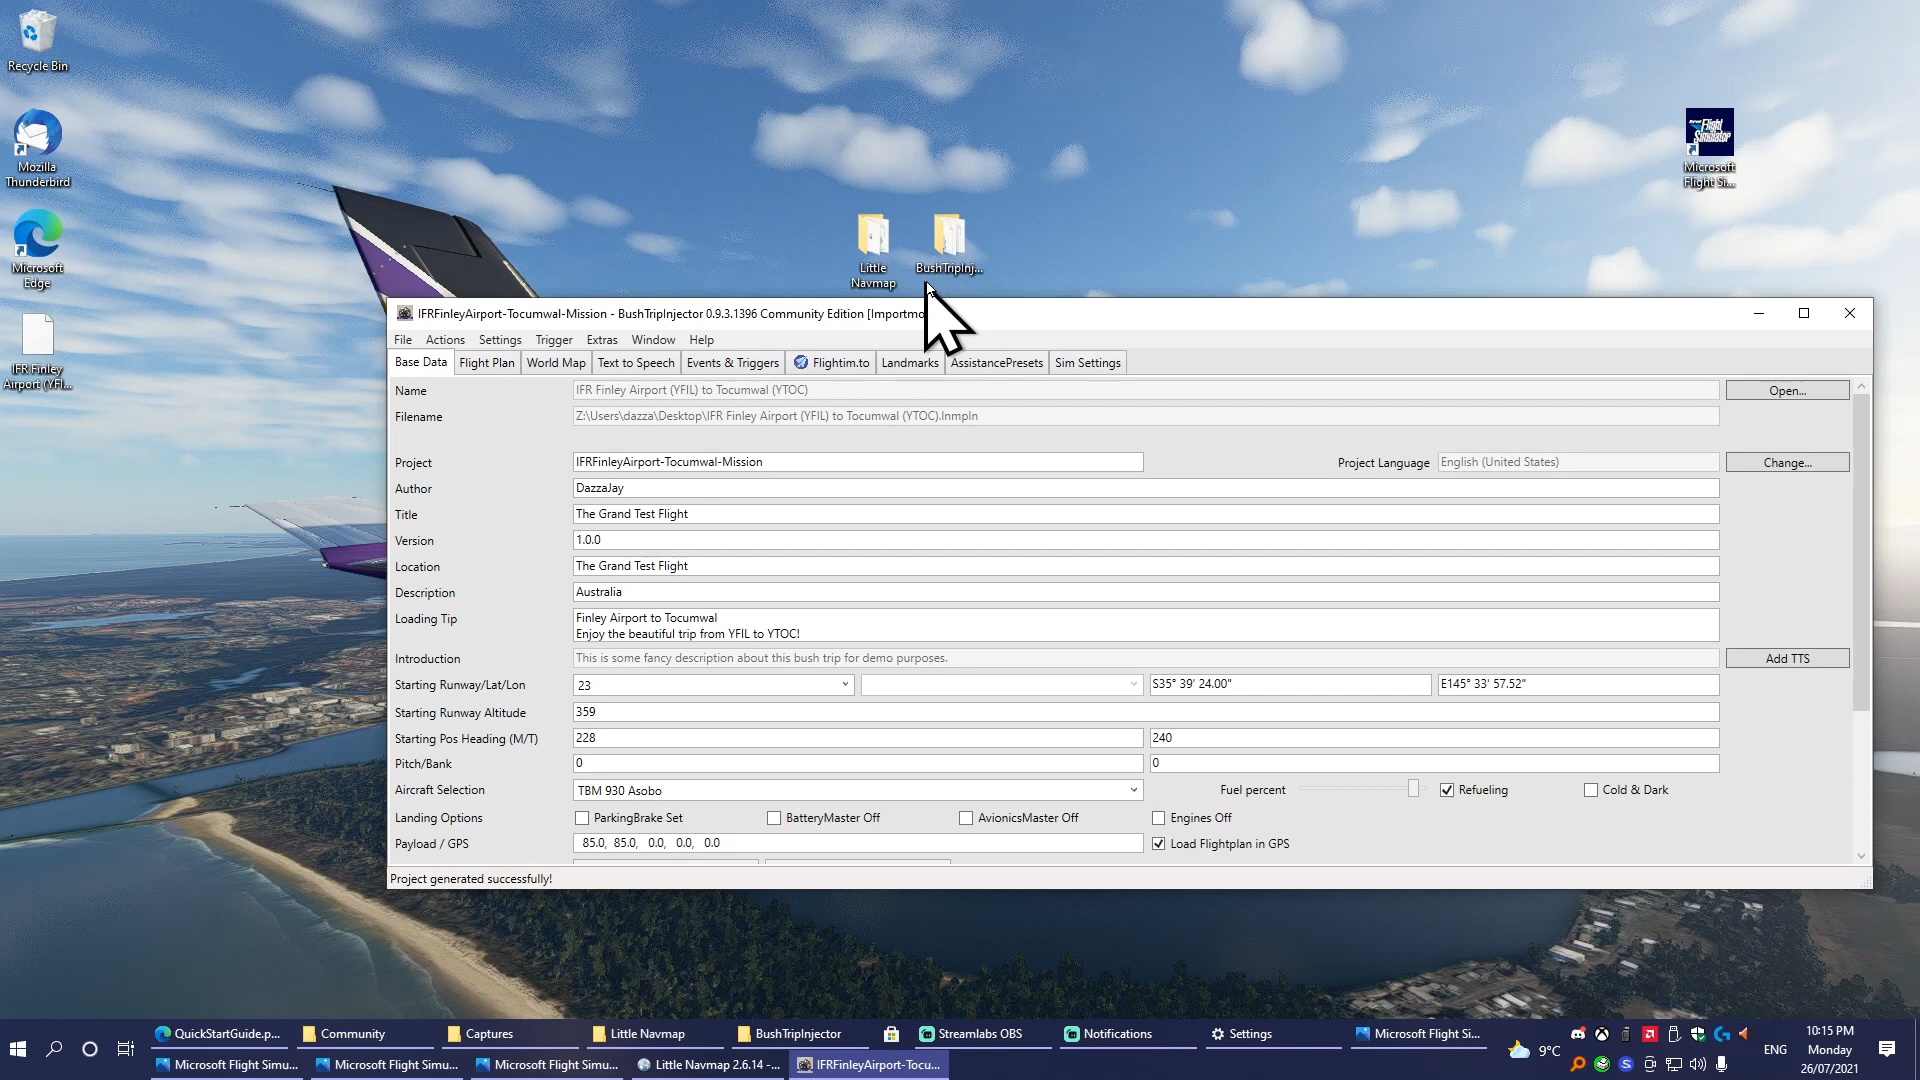 Recycle Bin
Mozilla
Thunderbird
Microsoft
Edge
IFR Finley
Airport (YFI...
Little
Navmap
BushTripInj...
Flight
Simulator
Microsoft
Flight Si...
IFRFinleyAirport-Tocumwal-Mission - BushTripInjector 0.9.3.1396 Community Edition [Importmo
File Actions Settings Trigger Extras Window Help
Base Data Flight Plan World Map Text to Speech Events & Triggers Flightim.to Landmarks AssistancePresets Sim Settings
Name IFR Finley Airport (YFIL) to Tocumwal (YTOC) Open...
Filename Z:\Users\dazza\Desktop\IFR Finley Airport (YFIL) to Tocumwal (YTOC).lnmpln
Project IFRFinleyAirport-Tocumwal-Mission Project Language English (United States) Change...
Author DazzaJay
Title The Grand Test Flight
Version 1.0.0
Location The Grand Test Flight
Description Australia
Loading Tip Finley Airport to Tocumwal
Enjoy the beautiful trip from YFIL to YTOC!
Introduction This is some fancy description about this bush trip for demo purposes. Add TTS
Starting Runway/Lat/Lon 23 S35° 39' 24.00" E145° 33' 57.52"
Starting Runway Altitude 359
Starting Pos Heading (M/T) 228 240
Pitch/Bank 0 0
Aircraft Selection TBM 930 Asobo Fuel percent Refueling Cold & Dark
Landing Options ParkingBrake Set BatteryMaster Off AvionicsMaster Off Engines Off
Payload / GPS 85.0, 85.0, 0.0, 0.0, 0.0 Load Flightplan in GPS
Project generated successfully!
QuickStartGuide.p... Community Captures Little Navmap BushTripInjector Streamlabs OBS Notifications Settings Microsoft Flight Si...
Microsoft Flight Simu... Microsoft Flight Simu... Microsoft Flight Simu... Little Navmap 2.6.14 -... IFRFinleyAirport-Tocu...
9°C
ENG
10:15 PM
Monday
26/07/2021